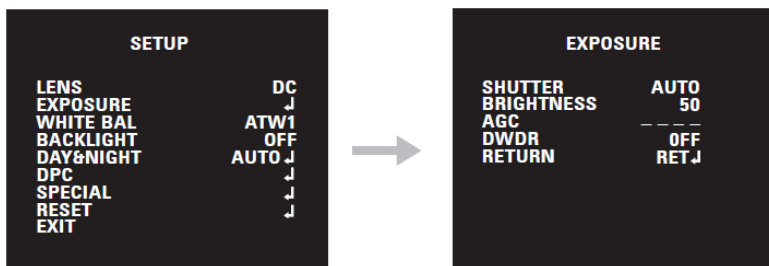 SETUP
LENS DC
EXPOSURE ↲
WHITE BAL ATW1
BACKLIGHT OFF
DAY&NIGHT AUTO↲
DPC ↲
SPECIAL ↲
RESET ↲
EXIT
EXPOSURE
SHUTTER AUTO
BRIGHTNESS 50
AGC _ _ _ _
DWDR OFF
RETURN RET↲